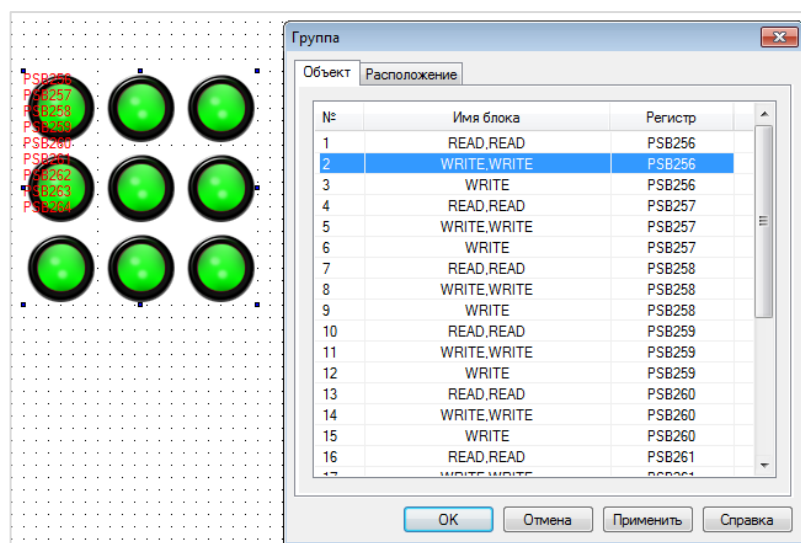 PSB256
PSB257
PSB258
PSB259
PSB260
PSB261
PSB262
PSB263
PSB264
Группа
Объект Расположение
№ Имя блока Регистр
1 READ,READ PSB256
2 WRITE,WRITE PSB256
3 WRITE PSB256
4 READ,READ PSB257
5 WRITE,WRITE PSB257
6 WRITE PSB257
7 READ,READ PSB258
8 WRITE,WRITE PSB258
9 WRITE PSB258
10 READ,READ PSB259
11 WRITE,WRITE PSB259
12 WRITE PSB259
13 READ,READ PSB260
14 WRITE,WRITE PSB260
15 WRITE PSB260
16 READ,READ PSB261
17 WRITE,WRITE PSB261
OK Отмена Применить Справка